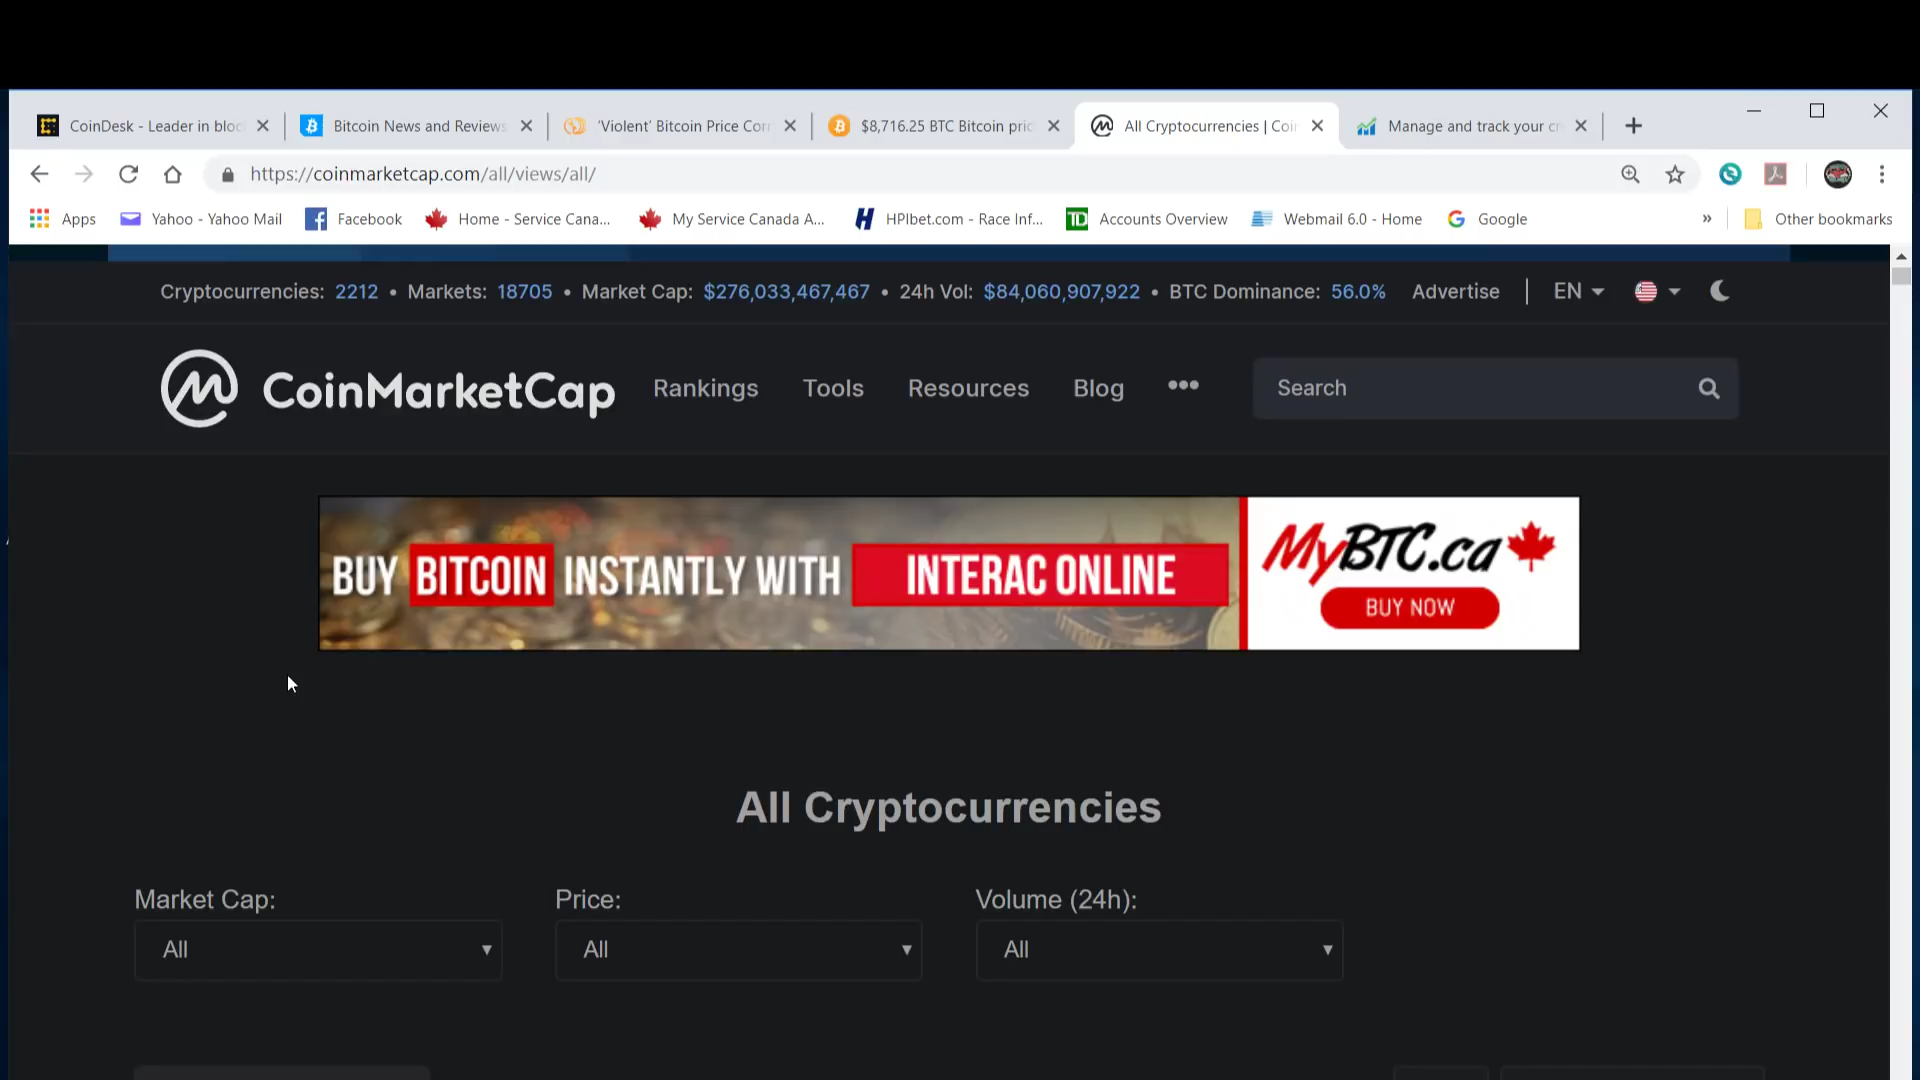 CoinDesk - Leader in bloc
Bitcoin News and Reviews
'Violent' Bitcoin Price Corr
$8,716.25 BTC Bitcoin pric
All Cryptocurrencies | Coin
Manage and track your cr
https://coinmarketcap.com/all/views/all/
Apps
Yahoo - Yahoo Mail
Facebook
Home - Service Cana...
My Service Canada A...
HPIbet.com - Race Inf...
TD
Accounts Overview
Webmail 6.0 - Home
Google
»
Other bookmarks
Cryptocurrencies: 2212 • Markets: 18705 • Market Cap: $276,033,467,467 • 24h Vol: $84,060,907,922 • BTC Dominance: 56.0% Advertise | EN
CoinMarketCap
Rankings
Tools
Resources
Blog
•••
Search
BUY BITCOIN INSTANTLY WITH INTERAC ONLINE
MyBTC.ca
BUY NOW
All Cryptocurrencies
Market Cap:
Price:
Volume (24h):
All
All
All